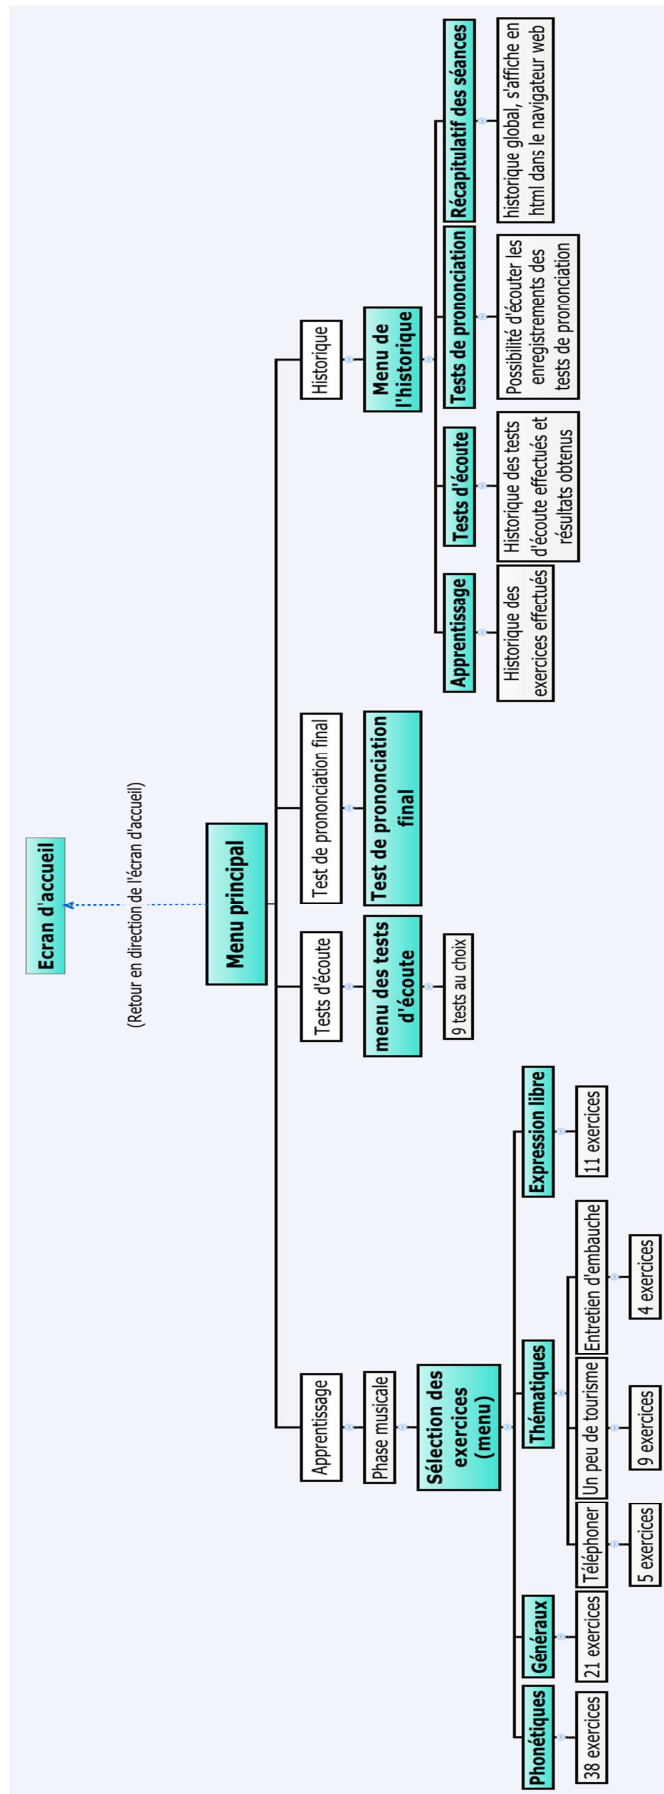 Ecran d'accueil
(Retour en direction de l'écran d'accueil)
Menu principal
Apprentissage
Tests d'écoute
Test de prononciation final
Historique
Phase musicale
menu des tests
d'écoute
Test de prononciation
final
Menu de
l'historique
Sélection des
exercices
(menu)
9 tests au choix
Apprentissage
Tests d'écoute
Tests de prononciation
Récapitulatif des séances
Historique des
exercices effectués
Historique des tests
d'écoute effectués et
résultats obtenus
Possibilité d'écouter les
enregistrements des
tests de prononciation
historique global, s'affiche en
html dans le navigateur web
Phonétiques
Généraux
Thématiques
Expression libre
38 exercices
21 exercices
Téléphoner
Un peu de tourisme
Entretien d'embauche
11 exercices
5 exercices
9 exercices
4 exercices